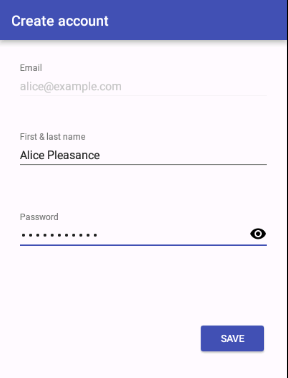 Create account
Email
alice@example.com
First & last name
Alice Pleasance
Password
•••••••••••
SAVE